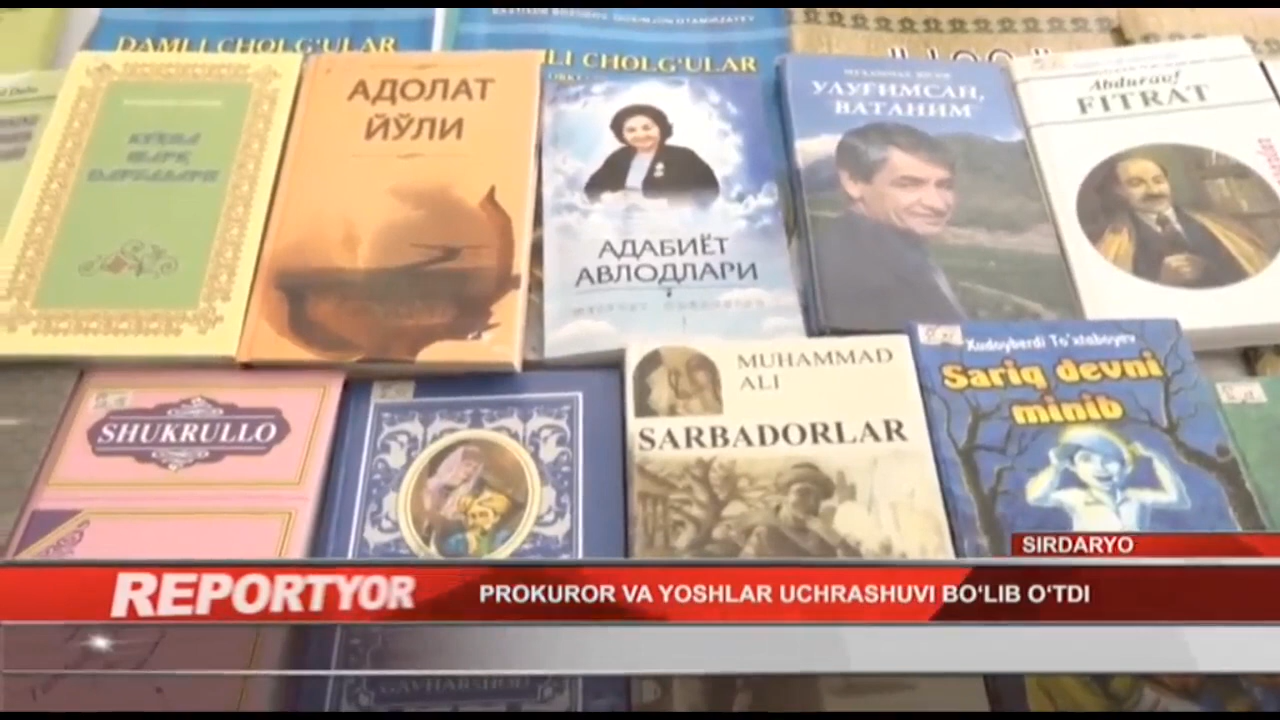 DAMLI CHOLG‘ULAR
CHOLG‘ULAR
АДОЛАТ
ЙЎЛИ
АДАБИЁТ
АВЛОДЛАРИ
УЛУҒИМСАН,
ВАТАНИМ
Abdurauf
FITRAT
SHUKRULLO
MUHAMMAD
ALI
SARBADORLAR
Xudoyberdi To‘xtaboyev
Sariq devni
minib
SIRDARYO
REPORTYOR
PROKUROR VA YOSHLAR UCHRASHUVI BO‘LIB O‘TDI